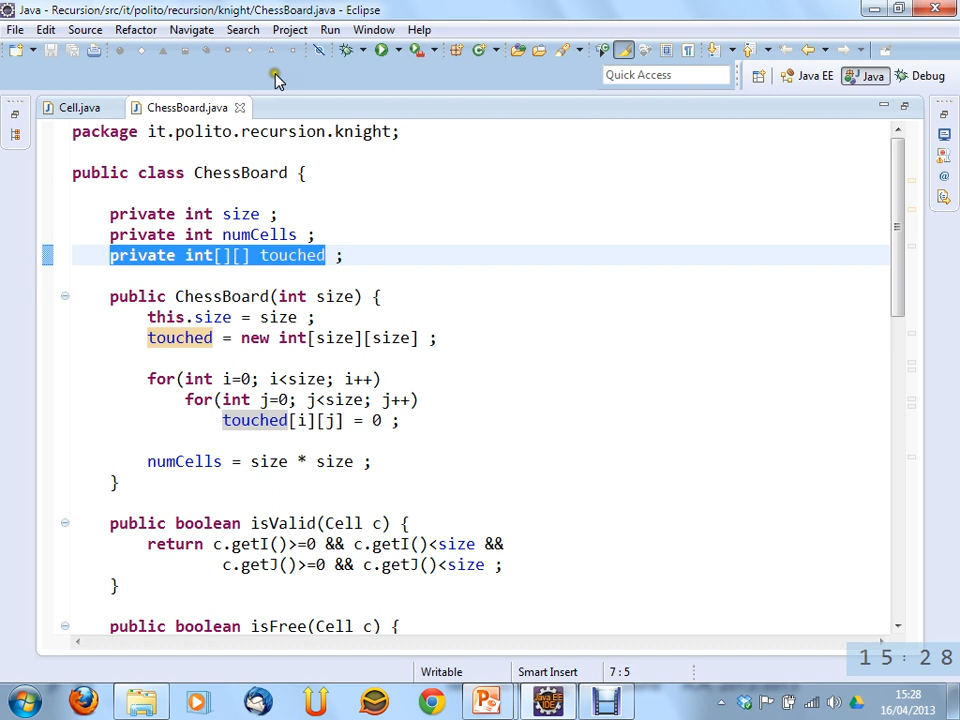 Java - Recursion/src/it/polito/recursion/knight/ChessBoard.java - Eclipse
File Edit Source Refactor Navigate Search Project Run Window Help
Quick Access Java EE Java Debug
Cell.java ChessBoard.java
package it.polito.recursion.knight;
public class ChessBoard {
private int size ;
private int numCells ;
private int[][] touched ;
public ChessBoard(int size) {
this.size = size ;
touched = new int[size][size] ;
for(int i=0; i<size; i++)
for(int j=0; j<size; j++)
touched[i][j] = 0 ;
numCells = size * size ;
}
public boolean isValid(Cell c) {
return c.getI()>=0 && c.getI()<size &&
c.getJ()>=0 && c.getJ()<size ;
}
public boolean isFree(Cell c) {
15:28
Writable Smart Insert 7 : 5
15:28
16/04/2013